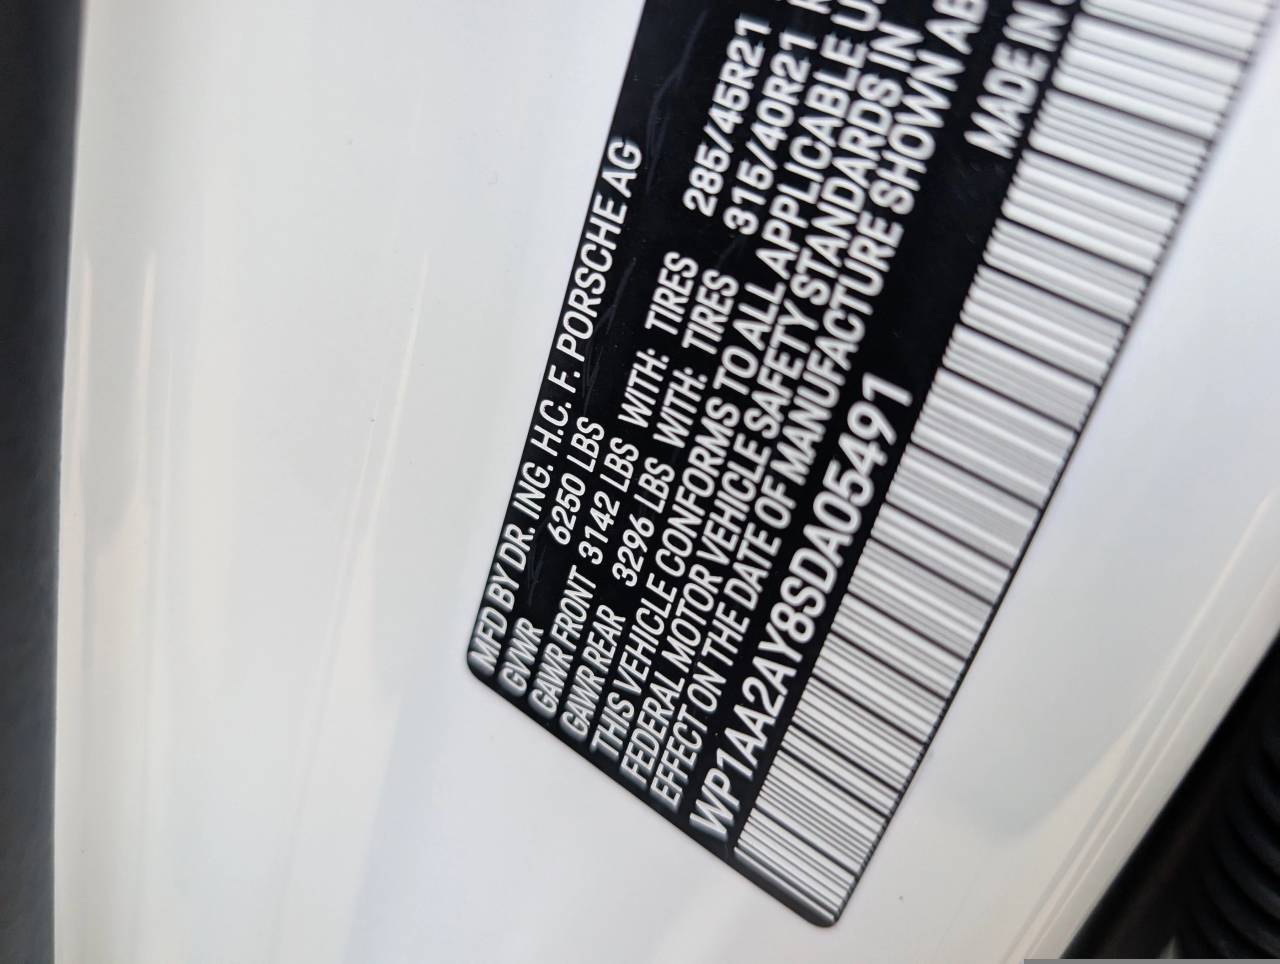 MFD BY DR. ING. H.C. F. PORSCHE AG
GVWR 6250 LBS
GAWR FRONT 3142 LBS WITH: TIRES 285/45R21
GAWR REAR 3296 LBS WITH: TIRES 315/40R21
THIS VEHICLE CONFORMS TO ALL APPLICABLE
FEDERAL MOTOR VEHICLE SAFETY STANDARDS IN
EFFECT ON THE DATE OF MANUFACTURE SHOWN
WP1AA2AY8SDA05491 MADE IN